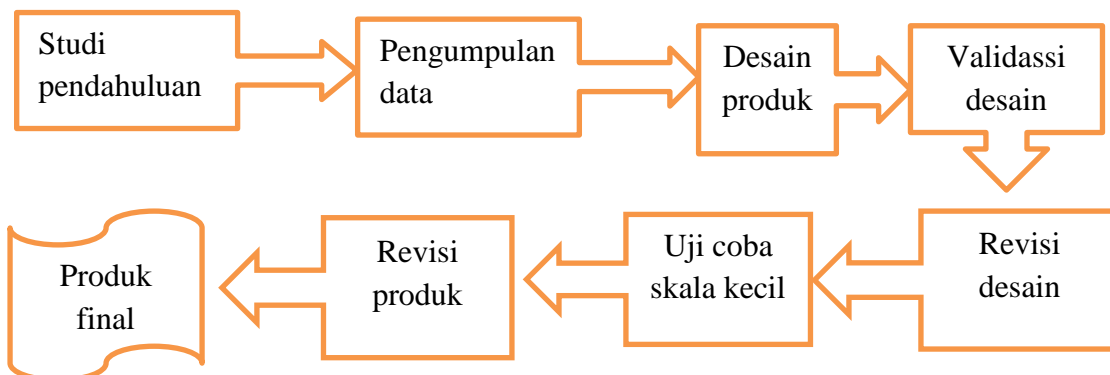 Studi
pendahuluan
Pengumpulan
data
Desain
produk
Validassi
desain
Revisi
desain
Uji coba
skala kecil
Revisi
produk
Produk
final